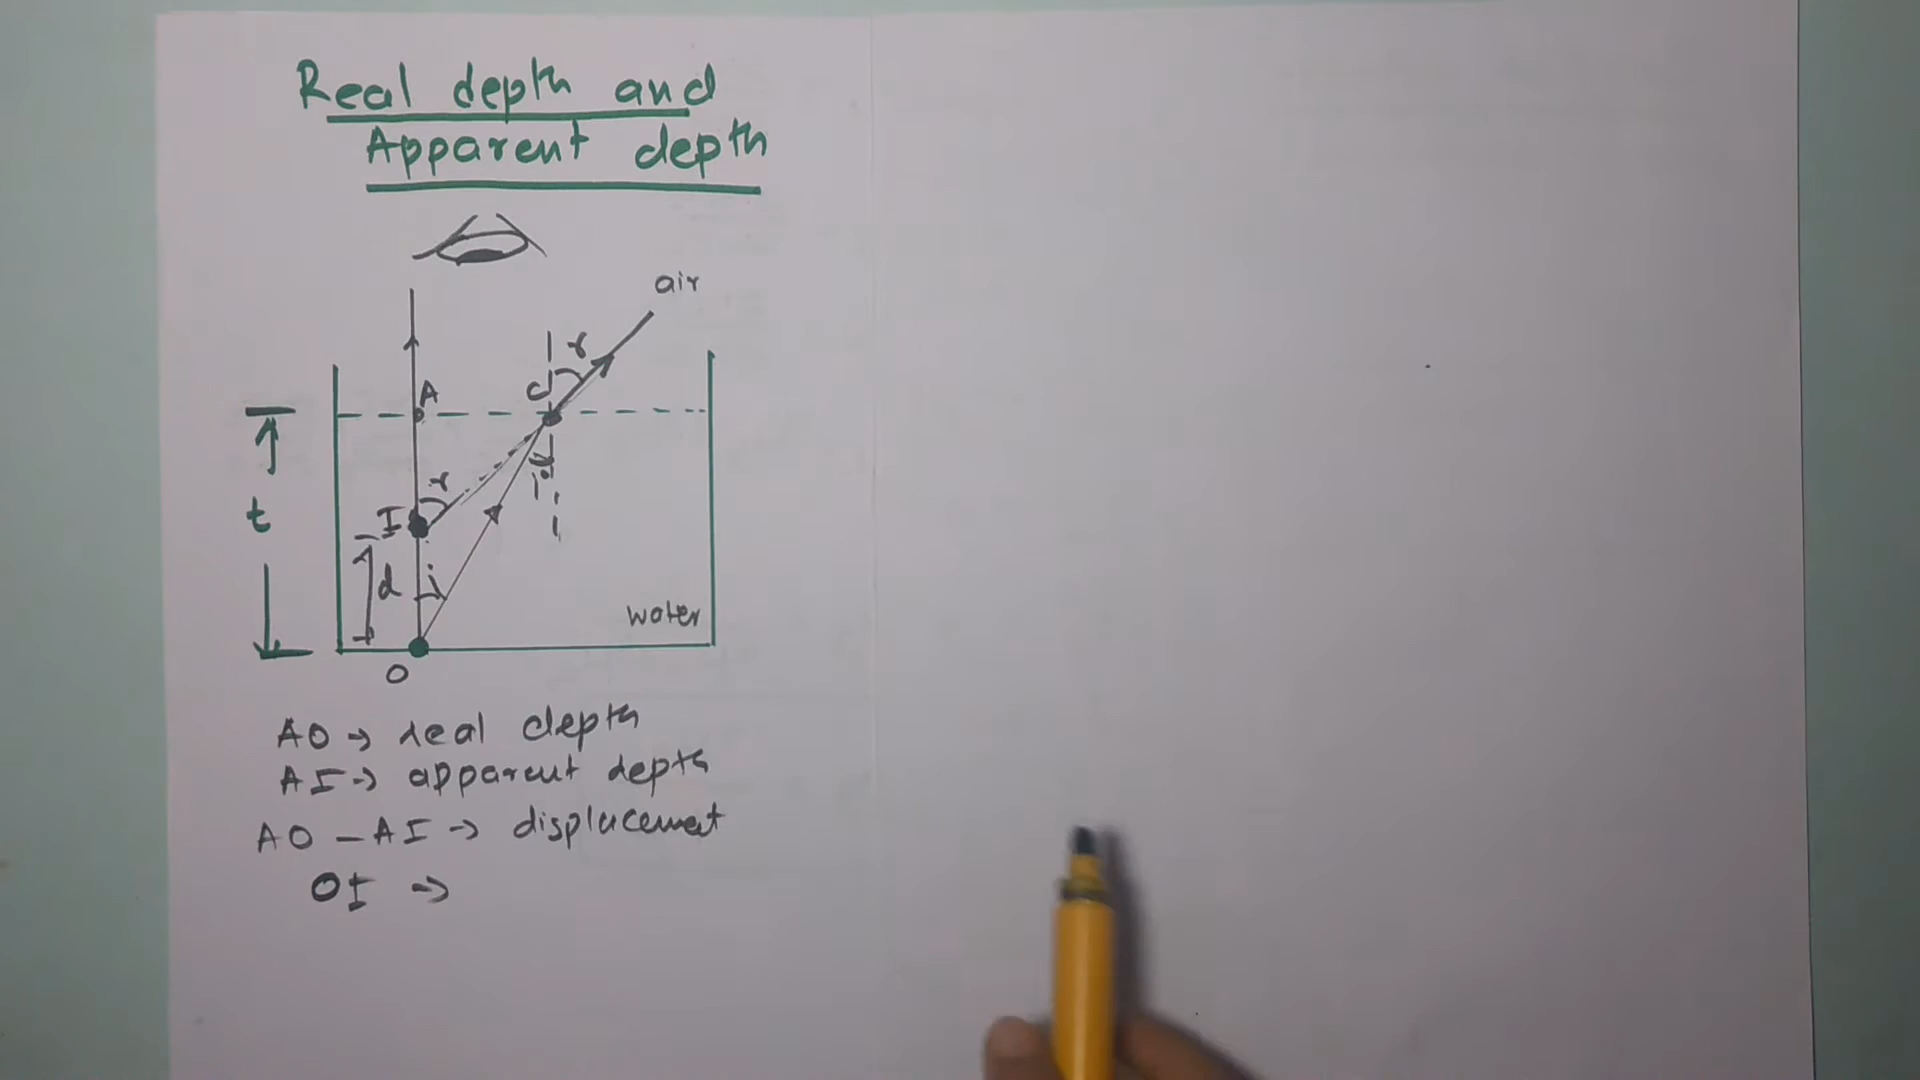 Real depth and
Apparent depth
air
r
A
C
t
r
I
i
d
i
water
O
AO → real depth
AI → apparent depth
AO – AI → displacement
OI →